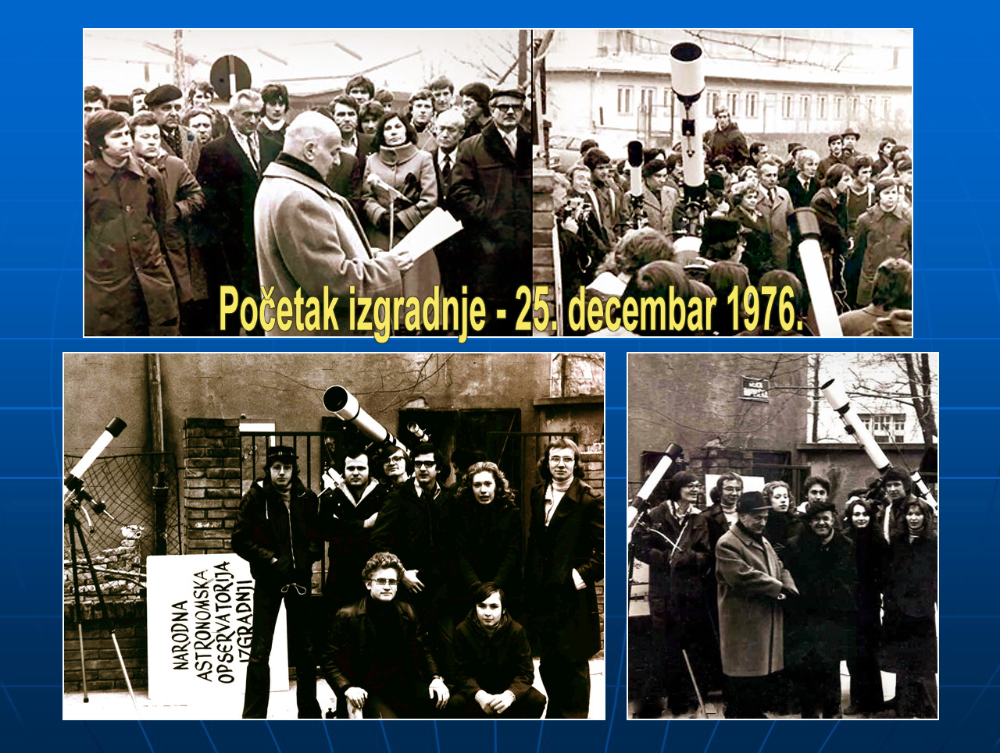 Početak izgradnje - 25. decembar 1976.
NARODNA
ASTRONOMSKA
OPSERVATORIJA
IZGRADNJI